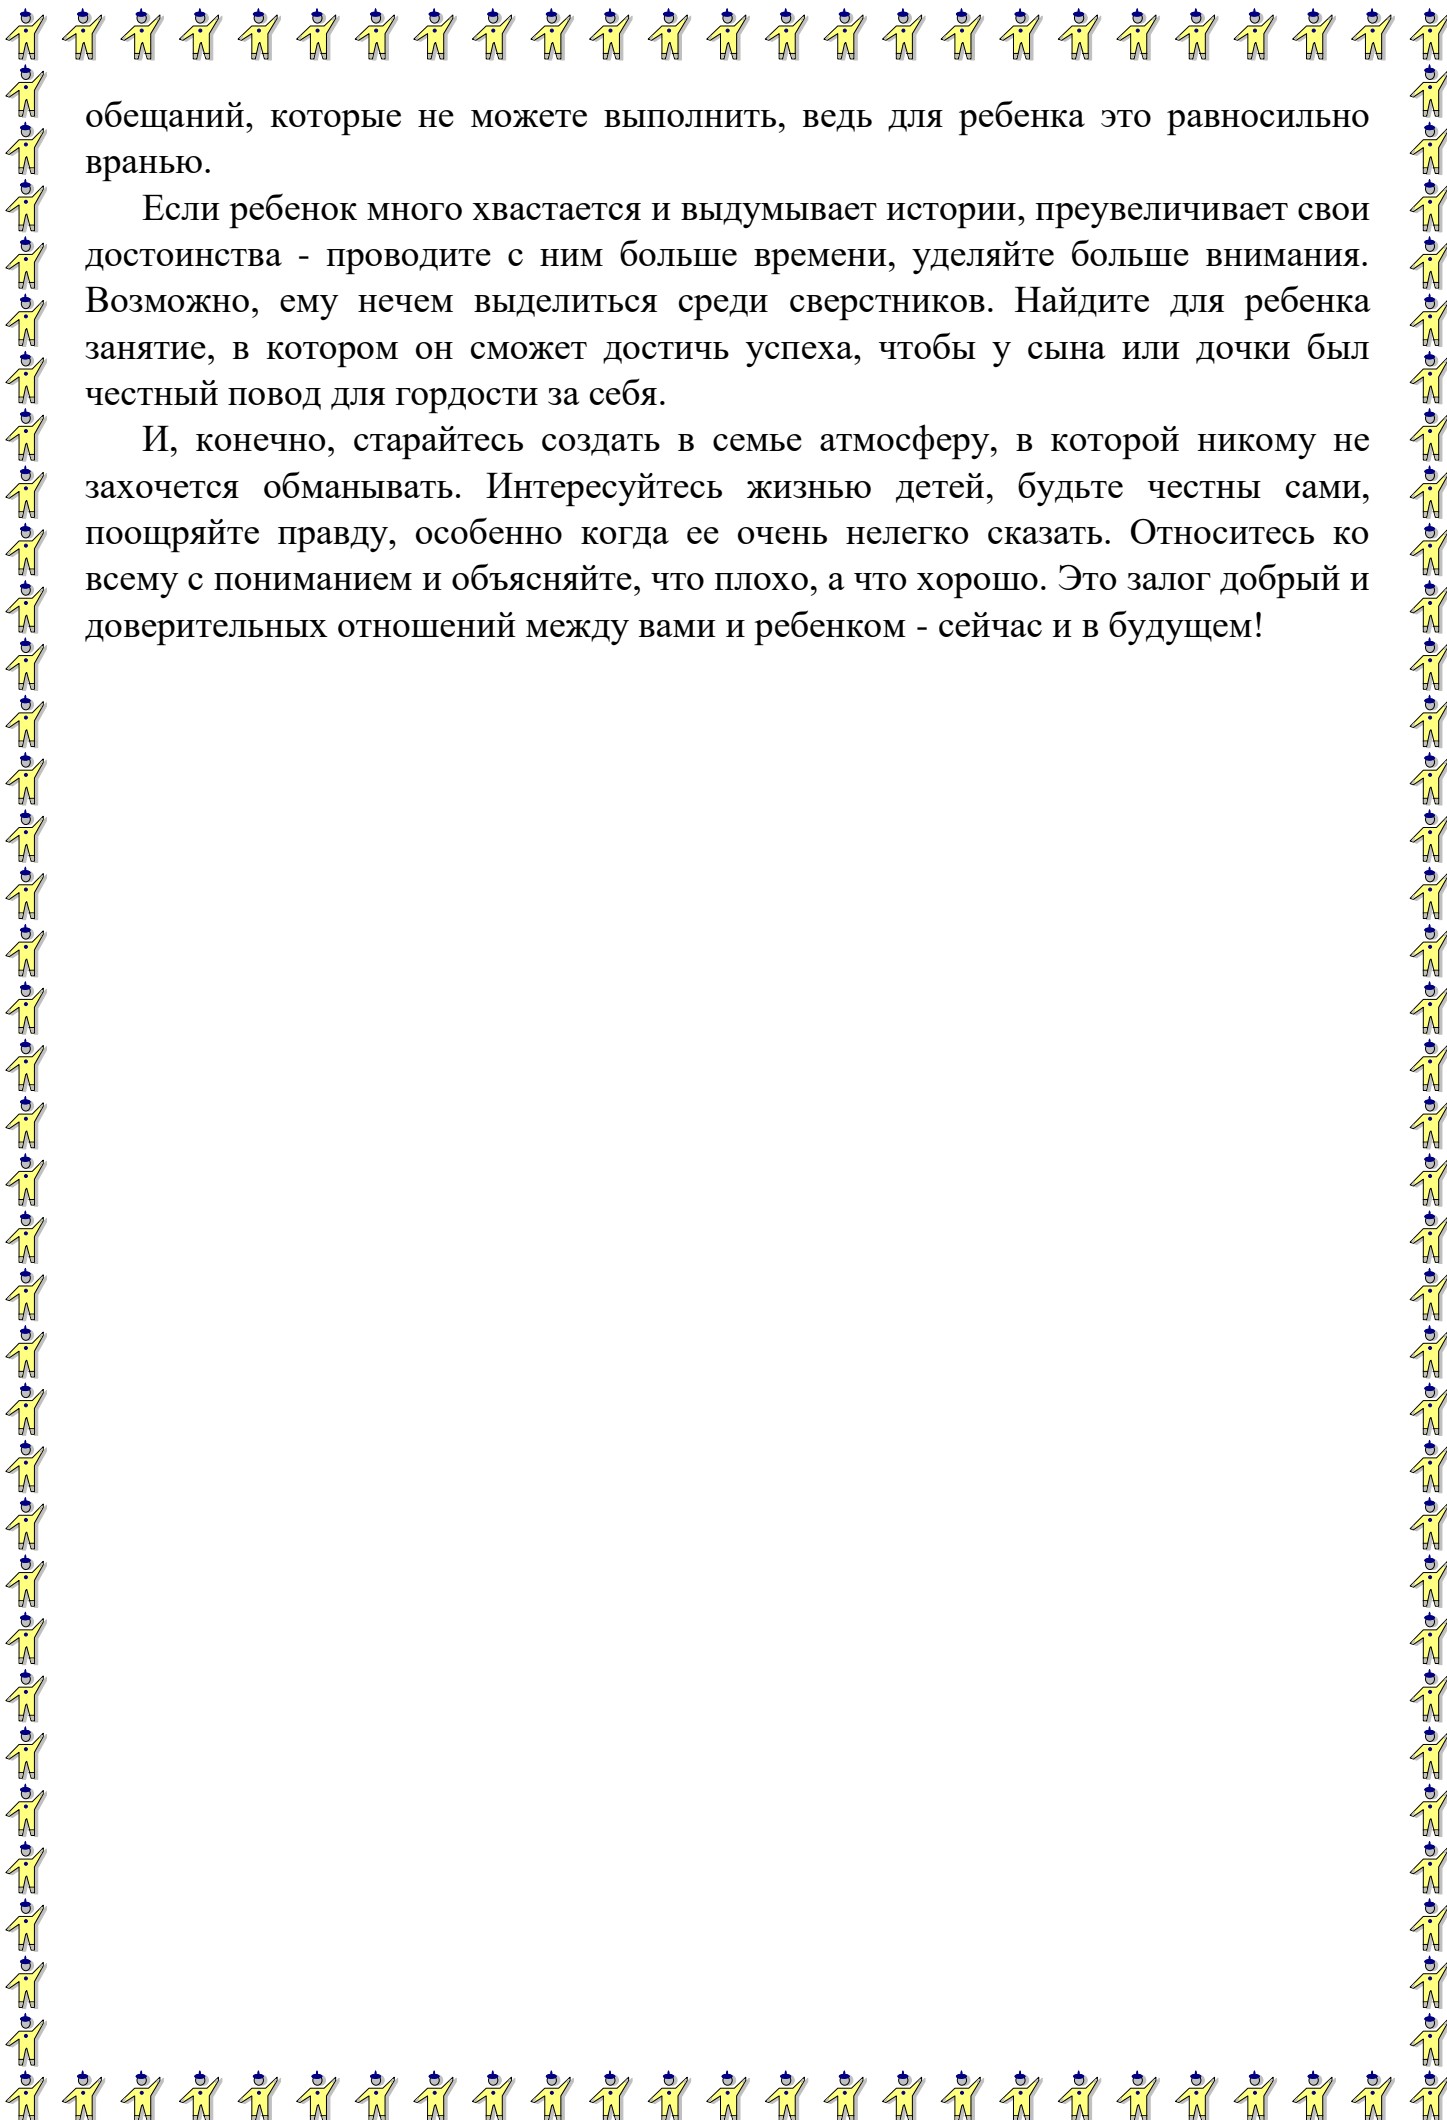 обещаний, которые не можете выполнить, ведь для ребенка это равносильно
вранью.
Если ребенок много хвастается и выдумывает истории, преувеличивает свои
достоинства - проводите с ним больше времени, уделяйте больше внимания.
Возможно, ему нечем выделиться среди сверстников. Найдите для ребенка
занятие, в котором он сможет достичь успеха, чтобы у сына или дочки был
честный повод для гордости за себя.
И, конечно, старайтесь создать в семье атмосферу, в которой никому не
захочется обманывать. Интересуйтесь жизнью детей, будьте честны сами,
поощряйте правду, особенно когда ее очень нелегко сказать. Относитесь ко
всему с пониманием и объясняйте, что плохо, а что хорошо. Это залог добрый и
доверительных отношений между вами и ребенком - сейчас и в будущем!